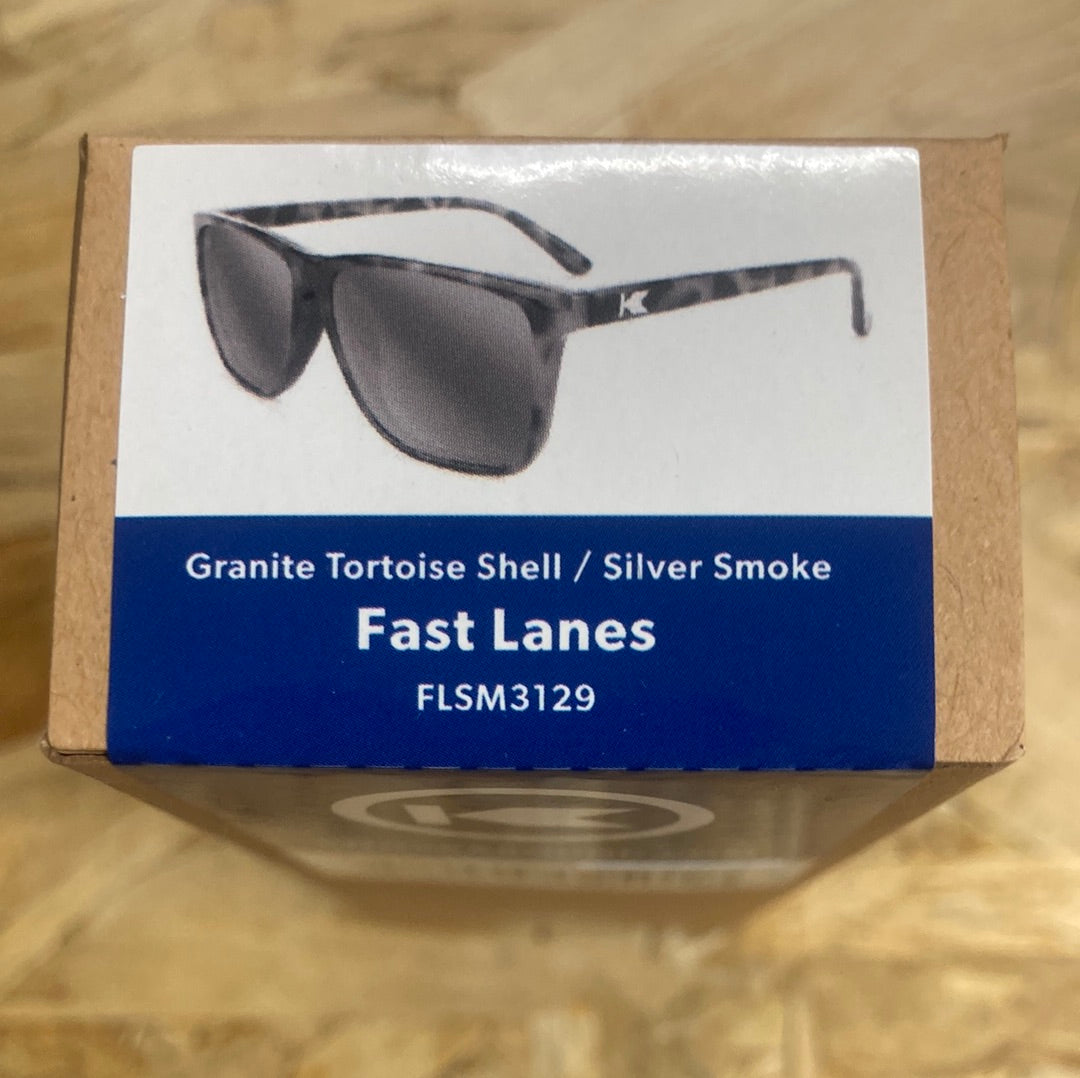 Granite Tortoise Shell / Silver Smoke
Fast Lanes
FLSM3129